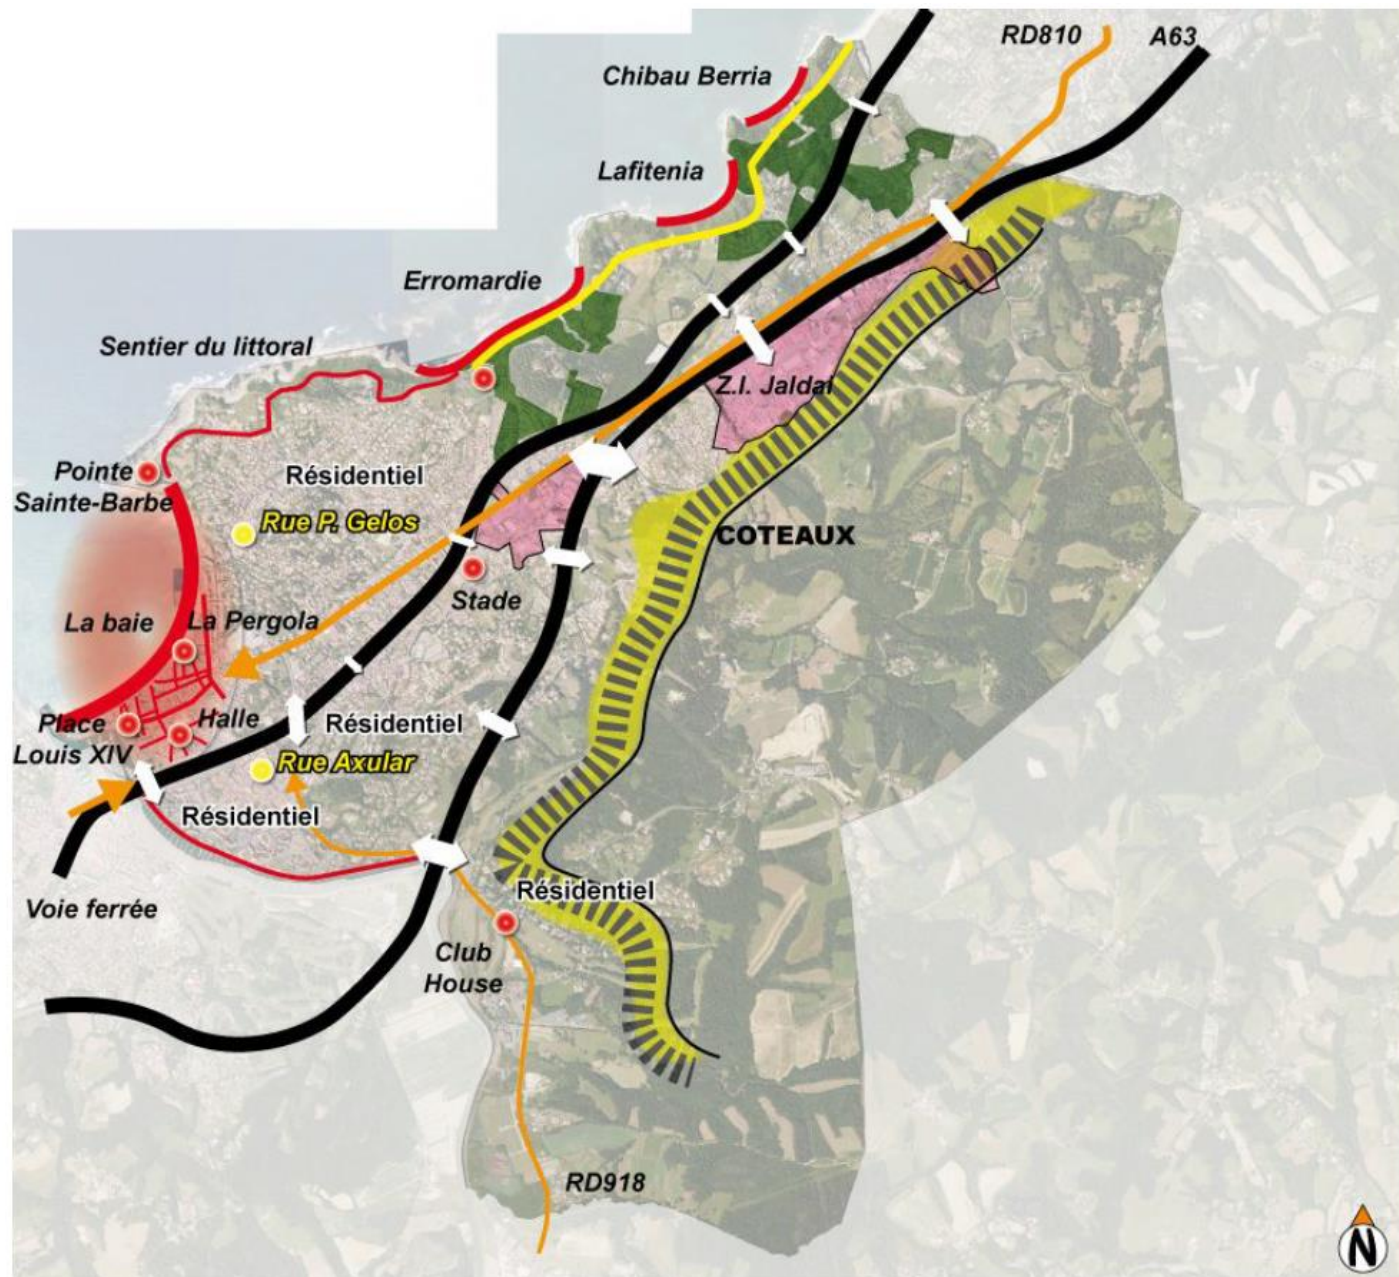 RD810
A63
Chibau Berria
Lafitenia
Erromardie
Sentier du littoral
Z.I. Jaldai
Résidentiel
Pointe
Sainte-Barbe
Rue P. Gelos
COTEAUX
Stade
La baie
La Pergola
Place
Louis XIV
Halle
Résidentiel
Rue Axular
Résidentiel
Résidentiel
Voie ferrée
Club
House
RD918
N